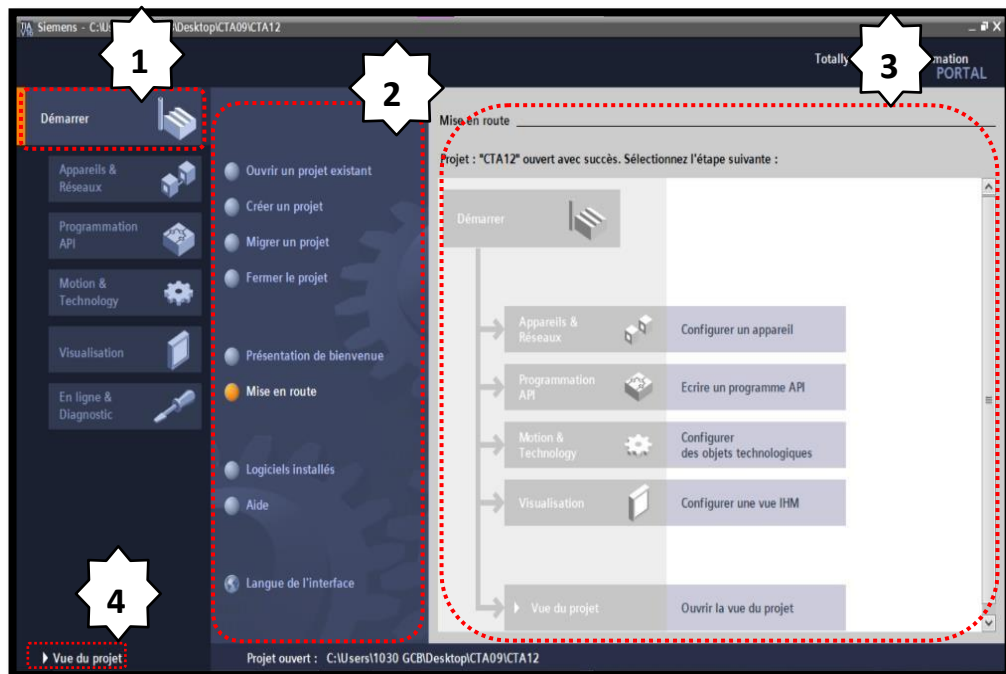 Siemens - C:\U Desktop\CTA09\CTA12
Totally mation
PORTAL
1
2
3
4
Démarrer
Appareils &
Réseaux
Programmation
API
Motion &
Technology
Visualisation
En ligne &
Diagnostic
Vue du projet
Ouvrir un projet existant
Créer un projet
Migrer un projet
Fermer le projet
Présentation de bienvenue
Mise en route
Logiciels installés
Aide
Langue de l'interface
Mise en route
Projet : "CTA12" ouvert avec succès. Sélectionnez l'étape suivante :
Démarrer
Appareils &
Réseaux
Configurer un appareil
Programmation
API
Ecrire un programme API
Motion &
Technology
Configurer
des objets technologiques
Visualisation
Configurer une vue IHM
Vue du projet
Ouvrir la vue du projet
Projet ouvert : C:\Users\1030 GCB\Desktop\CTA09\CTA12